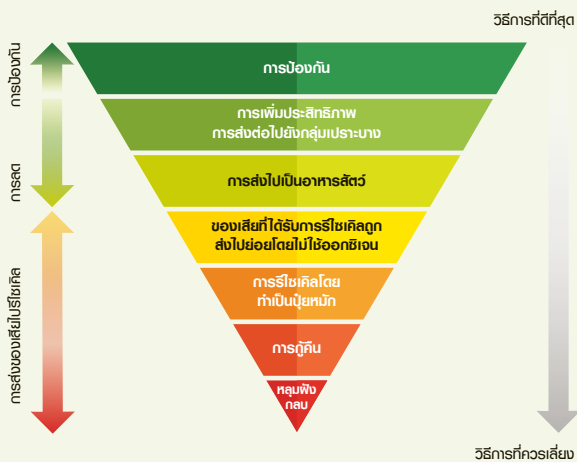 วิธีการที่ดีที่สุด
การป้องกัน
การลด
การส่งของเสียไปรีไซเคิล
การป้องกัน
การเพิ่มประสิทธิภาพ
การส่งต่อไปยังกลุ่มเปราะบาง
การส่งไปเป็นอาหารสัตว์
ของเสียที่ได้รับการรีไซเคิลถูก
ส่งไปย่อยโดยไม่ใช้ออกซิเจน
การรีไซเคิลโดย
ทำเป็นปุ๋ยหมัก
การกู้คืน
หลุมฝัง
กลบ
วิธีการที่ควรเลี่ยง